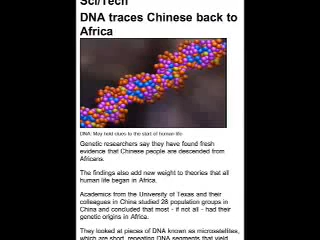 Sci/Tech
DNA traces Chinese back to
Africa
DNA: May hold clues to the start of human life
Genetic researchers say they have found fresh
evidence that Chinese people are descended from
Africans.
The findings also add new weight to theories that all
human life began in Africa.
Academics from the University of Texas and their
colleagues in China studied 28 population groups in
China and concluded that most - if not all - had their
genetic origins in Africa.
They looked at pieces of DNA known as microsatellites,
which are short, repeating DNA segments that yield